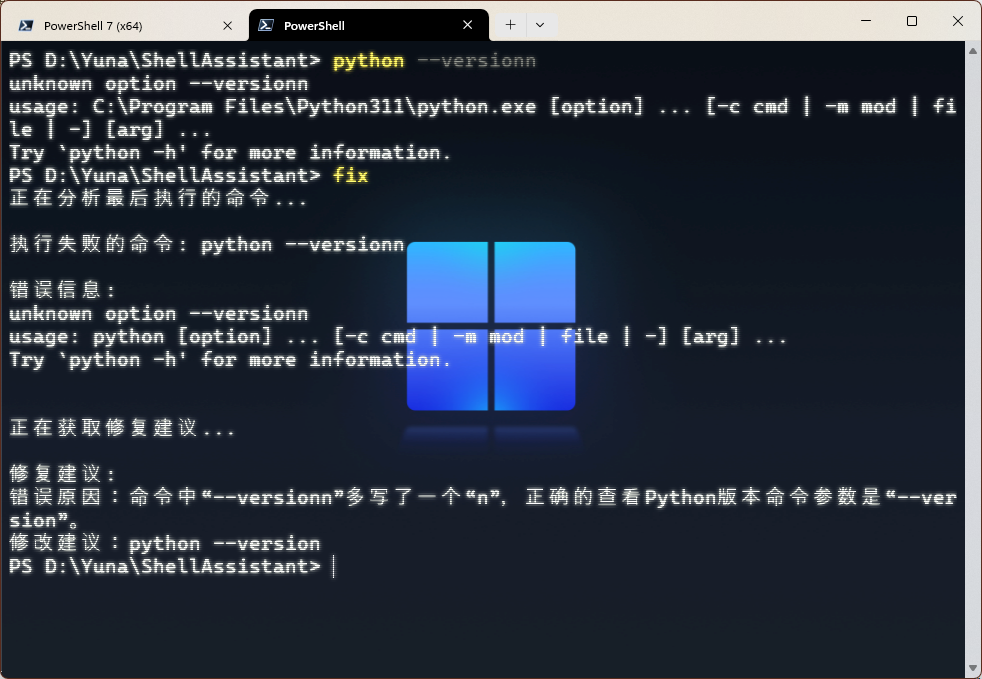 PowerShell 7 (x64)
PowerShell
PS D:\Yuna\ShellAssistant> python --versionn
unknown option --versionn
usage: C:\Program Files\Python311\python.exe [option] ... [-c cmd | -m mod | fi
le | -] [arg] ...
Try `python -h' for more information.
PS D:\Yuna\ShellAssistant> fix
正在分析最后执行的命令...
执行失败的命令: python --versionn
错误信息:
unknown option --versionn
usage: python [option] ... [-c cmd | -m mod | file | -] [arg] ...
Try `python -h' for more information.
正在获取修复建议...
修复建议:
错误原因：命令中“--versionn”多写了一个“n”，正确的查看Python版本命令参数是“--ver
sion”。
修改建议：python --version
PS D:\Yuna\ShellAssistant>